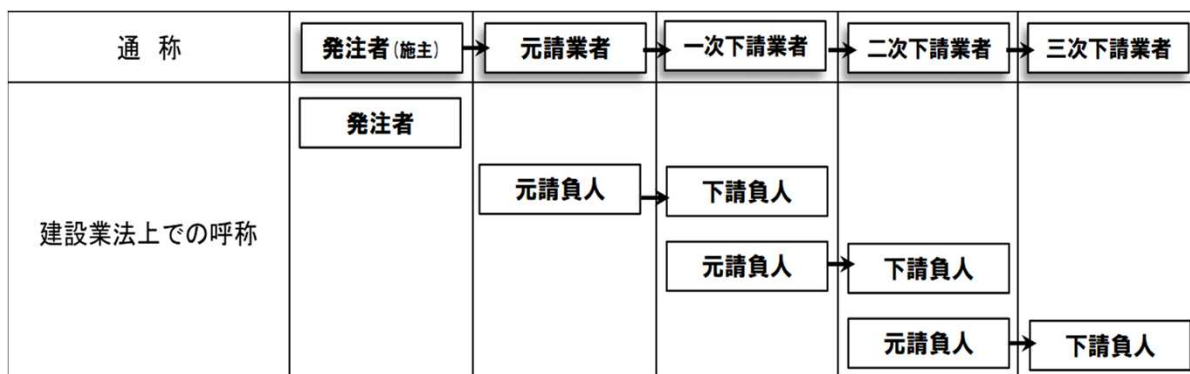 通 称
発注者(施主)
元請業者
一次下請業者
二次下請業者
三次下請業者
建設業法上での呼称
発注者
元請負人
下請負人
元請負人
下請負人
元請負人
下請負人